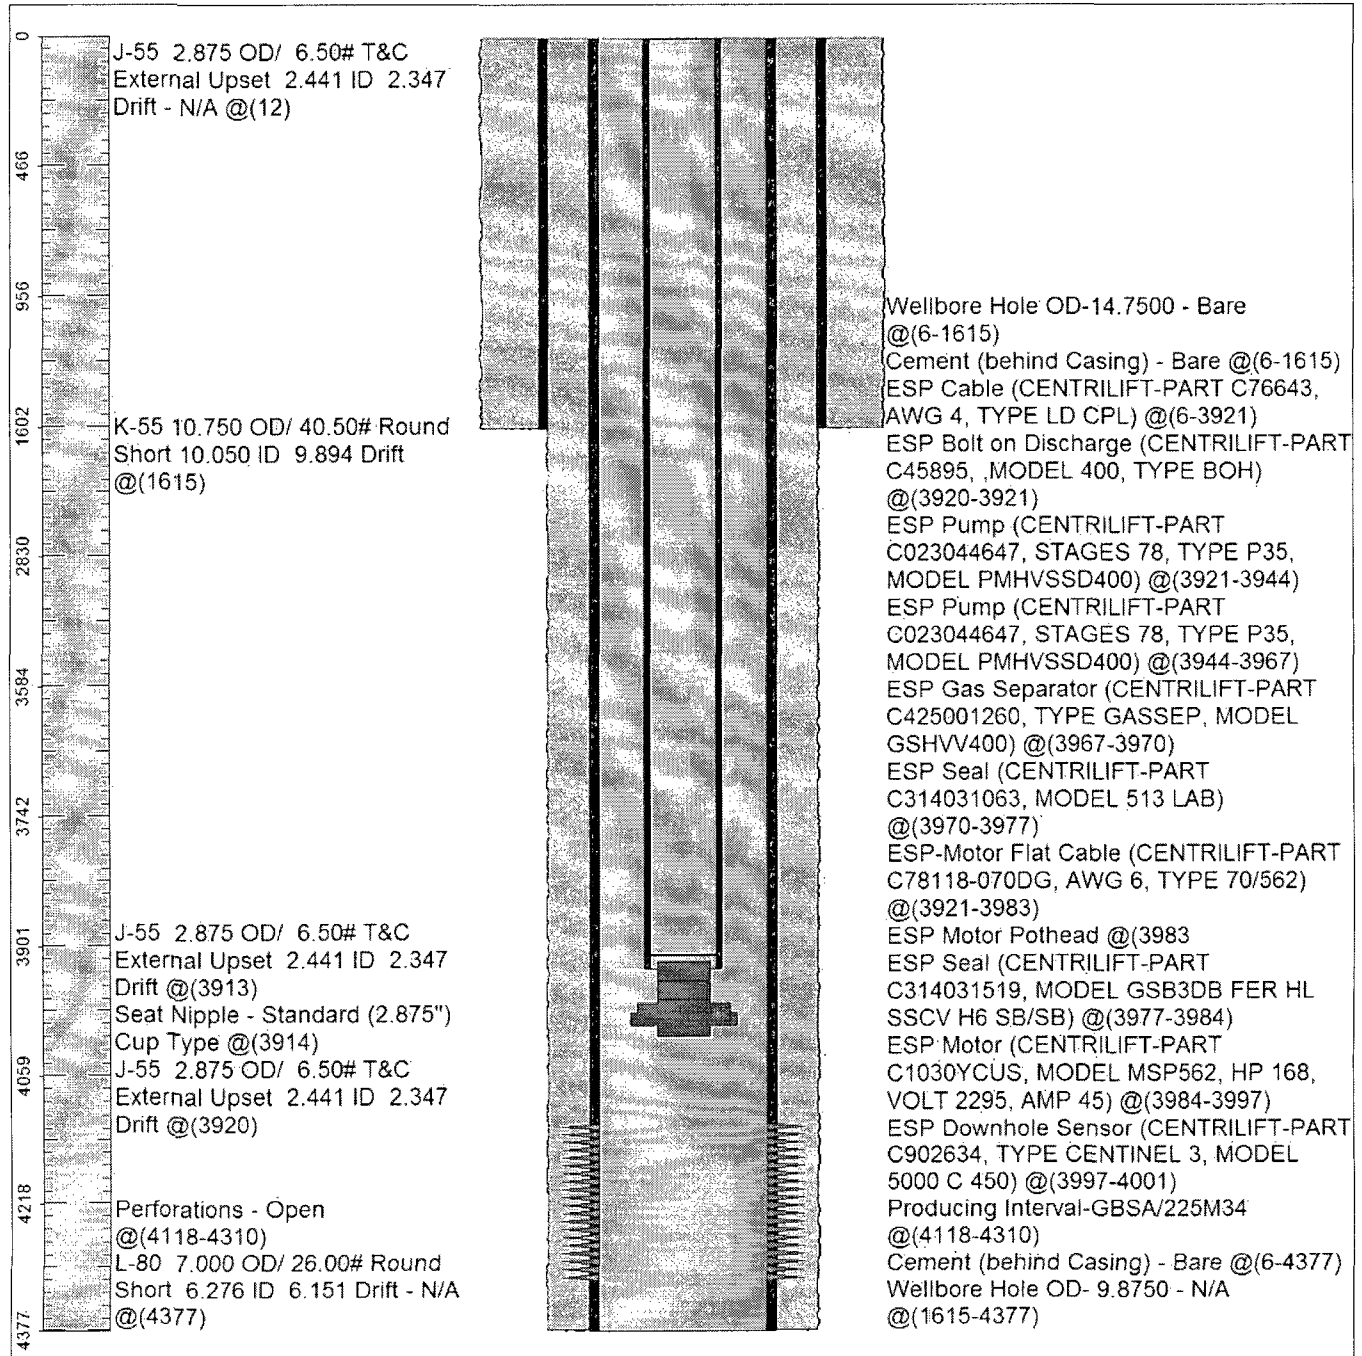 0
466
956
1602
2830
3584
3742
3901
4059
4218
4377
J-55 2.875 OD/ 6.50# T&C
External Upset 2.441 ID 2.347
Drift - N/A @(12)
K-55 10.750 OD/ 40.50# Round
Short 10.050 ID 9.894 Drift
@(1615)
J-55 2.875 OD/ 6.50# T&C
External Upset 2.441 ID 2.347
Drift @(3913)
Seat Nipple - Standard (2.875")
Cup Type @(3914)
J-55 2.875 OD/ 6.50# T&C
External Upset 2.441 ID 2.347
Drift @(3920)
Perforations - Open
@(4118-4310)
L-80 7.000 OD/ 26.00# Round
Short 6.276 ID 6.151 Drift - N/A
@(4377)
Wellbore Hole OD-14.7500 - Bare
@(6-1615)
Cement (behind Casing) - Bare @(6-1615)
ESP Cable (CENTRILIFT-PART C76643,
AWG 4, TYPE LD CPL) @(6-3921)
ESP Bolt on Discharge (CENTRILIFT-PART
C45895, ,MODEL 400, TYPE BOH)
@(3920-3921)
ESP Pump (CENTRILIFT-PART
C023044647, STAGES 78, TYPE P35,
MODEL PMHVSSD400) @(3921-3944)
ESP Pump (CENTRILIFT-PART
C023044647, STAGES 78, TYPE P35,
MODEL PMHVSSD400) @(3944-3967)
ESP Gas Separator (CENTRILIFT-PART
C425001260, TYPE GASSEP, MODEL
GSHVV400) @(3967-3970)
ESP Seal (CENTRILIFT-PART
C314031063, MODEL 513 LAB)
@(3970-3977)
ESP-Motor Flat Cable (CENTRILIFT-PART
C78118-070DG, AWG 6, TYPE 70/562)
@(3921-3983)
ESP Motor Pothead @(3983
ESP Seal (CENTRILIFT-PART
C314031519, MODEL GSB3DB FER HL
SSCV H6 SB/SB) @(3977-3984)
ESP Motor (CENTRILIFT-PART
C1030YCUS, MODEL MSP562, HP 168,
VOLT 2295, AMP 45) @(3984-3997)
ESP Downhole Sensor (CENTRILIFT-PART
C902634, TYPE CENTINEL 3, MODEL
5000 C 450) @(3997-4001)
Producing Interval-GBSA/225M34
@(4118-4310)
Cement (behind Casing) - Bare @(6-4377)
Wellbore Hole OD- 9.8750 - N/A
@(1615-4377)